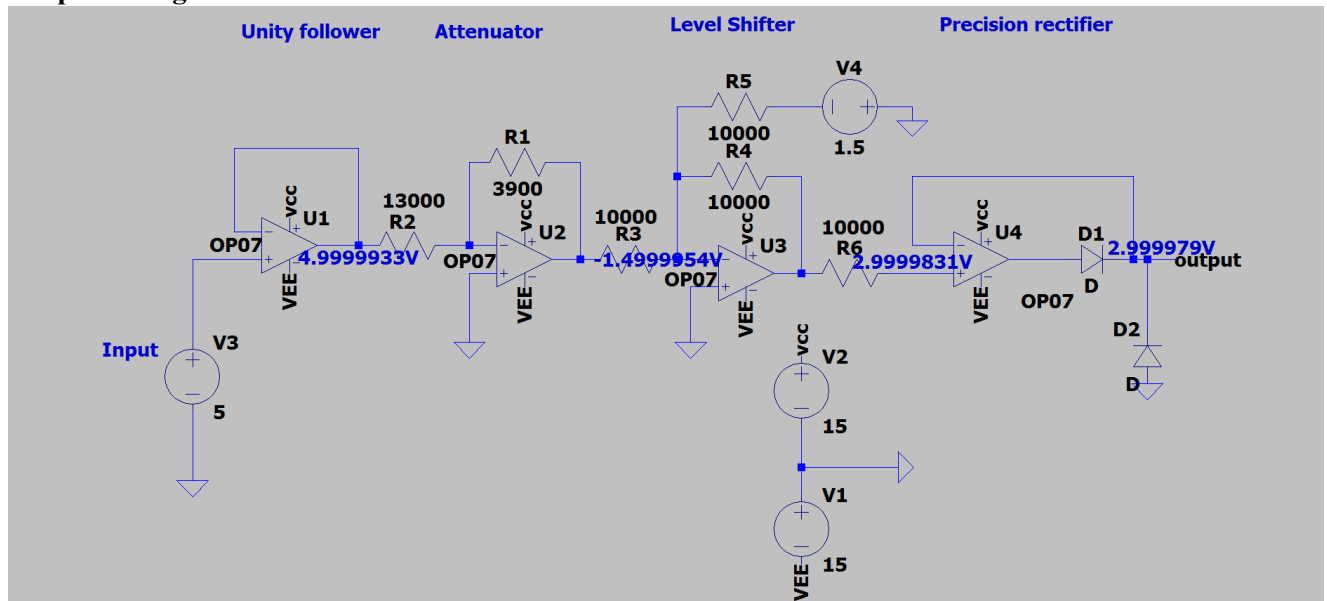 Unity follower
Attenuator
Level Shifter
Precision rectifier
V4
R5
10000
1.5
R4
10000
R1
3900
vcc
U1
13000
R2
OP07
4.9999933V
VEE
vcc
U2
10000
R3
OP07
-1.4999954V
VEE
vcc
U3
OP07
VEE
10000
R6
2.9999831V
vcc
U4
VEE
OP07
D1
D
2.999979V
output
D2
D
Input
V3
5
vcc
V2
15
V1
15
VEE